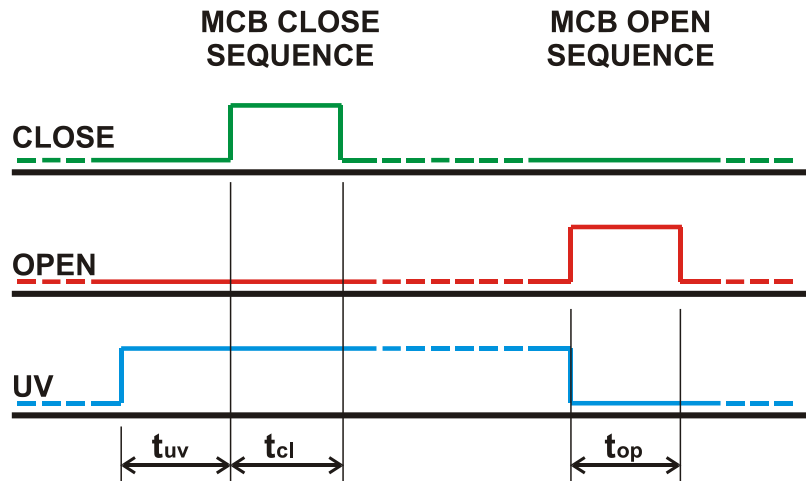 MCB CLOSE
SEQUENCE
MCB OPEN
SEQUENCE
CLOSE
OPEN
UV
tuv
tcl
top